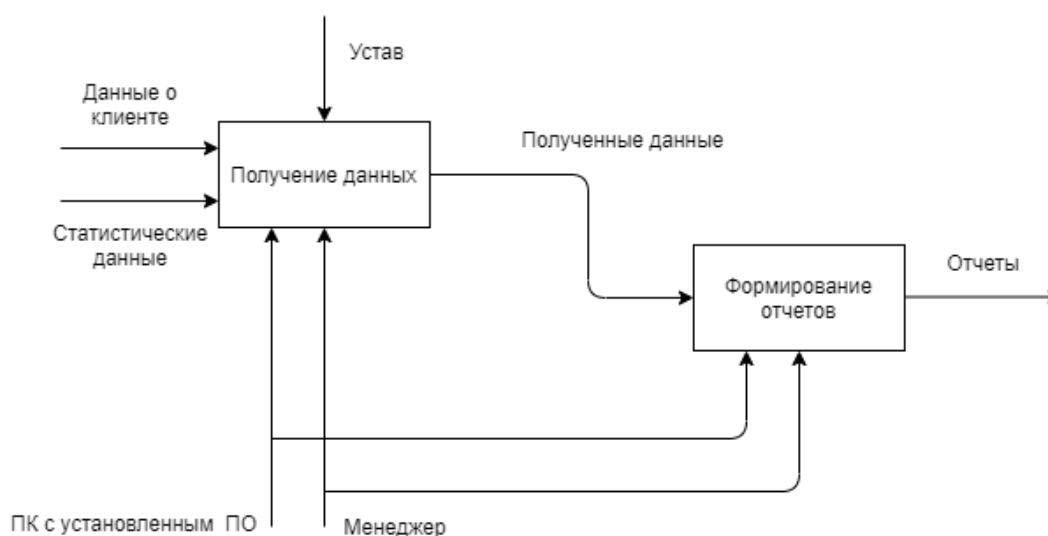 Устав
Данные о
клиенте
Полученные данные
Получение данных
Статистические
данные
Отчеты
Формирование
отчетов
ПК с установленным ПО
Менеджер